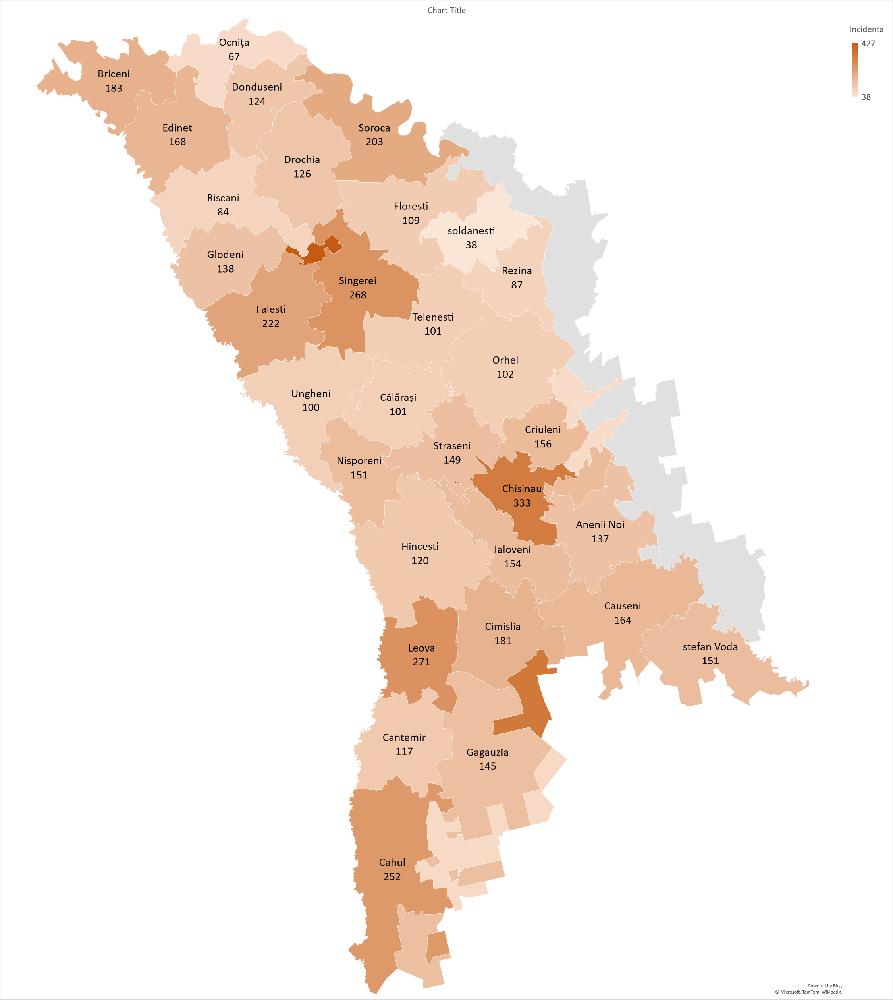 Chart Title
Incidenta
427
38
Ocnița
67
Briceni
183
Donduseni
124
Edinet
168
Soroca
203
Drochia
126
Riscani
84
Floresti
109
soldanesti
38
Glodeni
138
Rezina
87
Singerei
268
Falesti
222
Telenesti
101
Orhei
102
Ungheni
100
Călărași
101
Criuleni
156
Straseni
149
Nisporeni
151
Chisinau
333
Anenii Noi
137
Hincesti
120
Ialoveni
154
Causeni
164
Cimislia
181
Leova
271
stefan Voda
151
Cantemir
117
Gagauzia
145
Cahul
252
Powered by Bing
© Microsoft, TomTom, Wikipedia